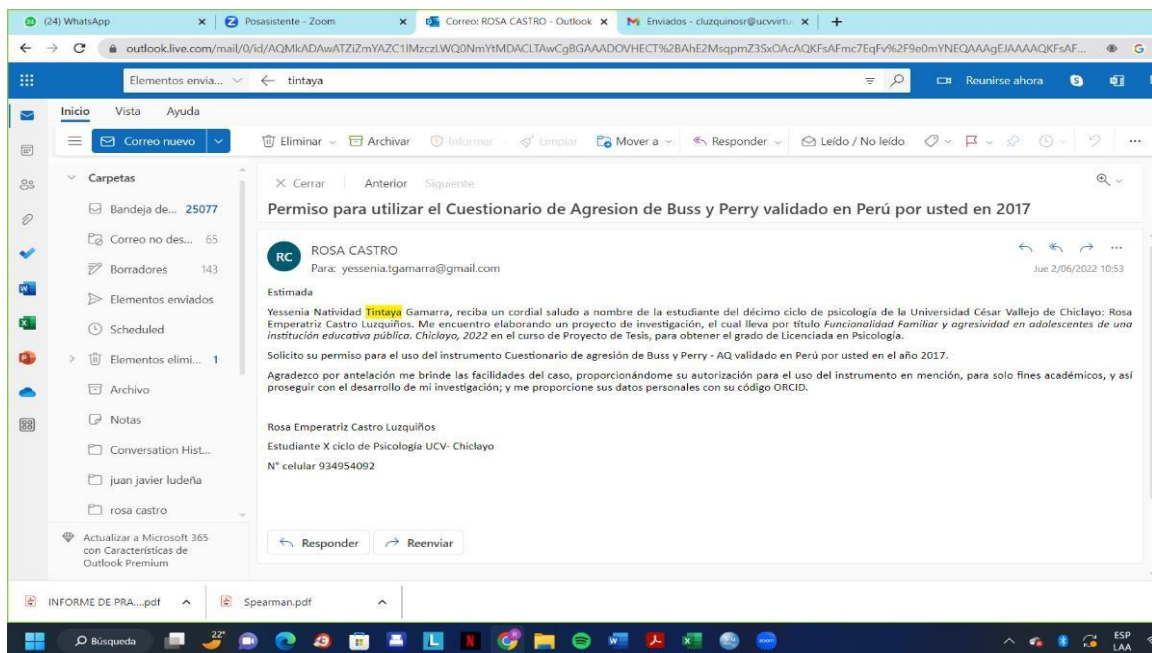 (24) WhatsApp
Posasistente - Zoom
Correo: ROSA CASTRO - Outlook
Enviados - cluzquinosr@ucvvirtu
Elementos envia...
tintaya
Reunirse ahora
Inicio Vista Ayuda
Correo nuevo
Eliminar
Archivar
Informar
Limpiar
Mover a
Responder
Leído / No leído
Carpetas
Bandeja de... 25077
Correo no des... 65
Borradores 143
Elementos enviados
Scheduled
Elementos elimi... 1
Archivo
Notas
Conversation Hist...
juan javier ludeña
rosa castro
Actualizar a Microsoft 365
con Características de
Outlook Premium
Cerrar Anterior Siguiente
Permiso para utilizar el Cuestionario de Agresion de Buss y Perry validado en Perú por usted en 2017
RC
ROSA CASTRO
Para: yessenia.tgamarra@gmail.com
Jue 2/06/2022 10:53
Estimada
Yessenia Natividad Tintaya Gamarra, reciba un cordial saludo a nombre de la estudiante del décimo ciclo de psicología de la Universidad César Vallejo de Chiclayo: Rosa
Emperatriz Castro Luzquiños. Me encuentro elaborando un proyecto de investigación, el cual lleva por título Funcionalidad Familiar y agresividad en adolescentes de una
institución educativa pública. Chiclayo, 2022 en el curso de Proyecto de Tesis, para obtener el grado de Licenciada en Psicología.
Solicito su permiso para el uso del instrumento Cuestionario de agresión de Buss y Perry - AQ validado en Perú por usted en el año 2017.
Agradezco por antelación me brinde las facilidades del caso, proporcionándome su autorización para el uso del instrumento en mención, para solo fines académicos, y así
proseguir con el desarrollo de mi investigación; y me proporcione sus datos personales con su código ORCID.
Rosa Emperatriz Castro Luzquiños
Estudiante X ciclo de Psicología UCV- Chiclayo
N° celular 934954092
Responder
Reenviar
INFORME DE PRA....pdf
Spearman.pdf
Búsqueda
22°
ESP
LAA